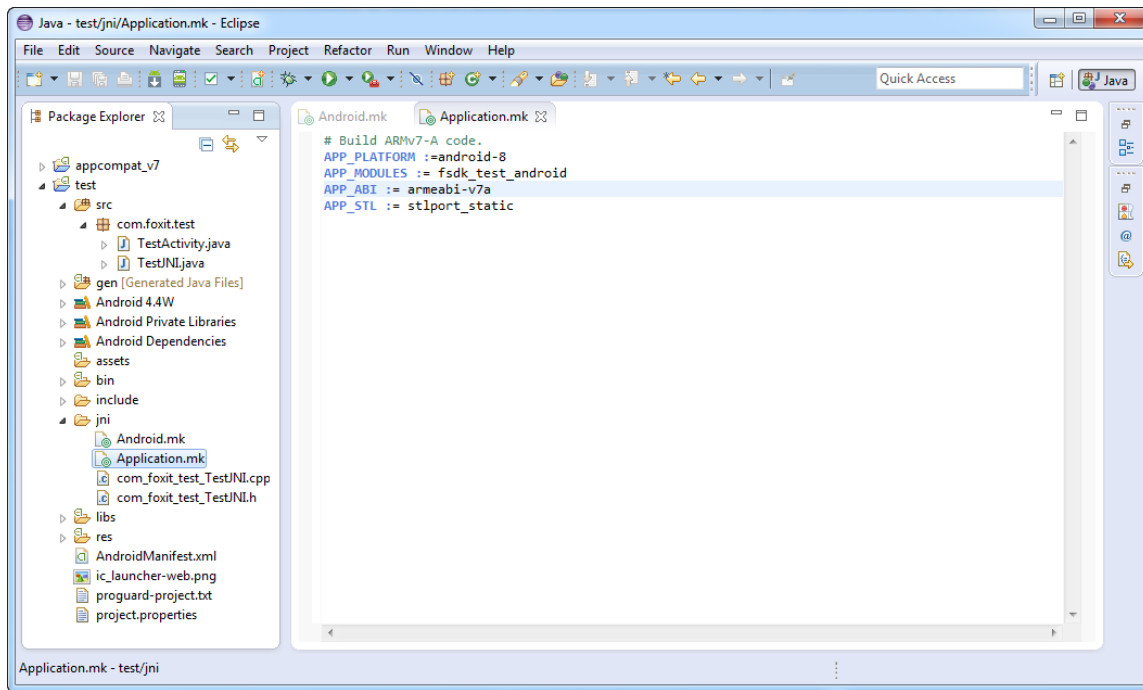 Java - test/jni/Application.mk - Eclipse
File Edit Source Navigate Search Project Refactor Run Window Help
Quick Access
Java
Package Explorer
appcompat_v7
test
src
com.foxit.test
TestActivity.java
TestJNI.java
gen [Generated Java Files]
Android 4.4W
Android Private Libraries
Android Dependencies
assets
bin
include
jni
Android.mk
Application.mk
com_foxit_test_TestJNI.cpp
com_foxit_test_TestJNI.h
libs
res
AndroidManifest.xml
ic_launcher-web.png
proguard-project.txt
project.properties
Android.mk Application.mk
# Build ARMv7-A code.
APP_PLATFORM :=android-8
APP_MODULES := fsdk_test_android
APP_ABI := armeabi-v7a
APP_STL := stlport_static
Application.mk - test/jni